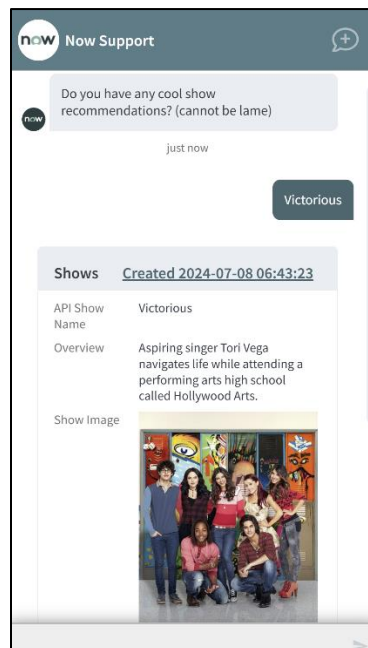 now Now Support
Do you have any cool show
recommendations? (cannot be lame)
now
just now
Victorious
Shows Created 2024-07-08 06:43:23
API Show Victorious
Name
Overview Aspiring singer Tori Vega
navigates life while attending a
performing arts high school
called Hollywood Arts.
Show Image